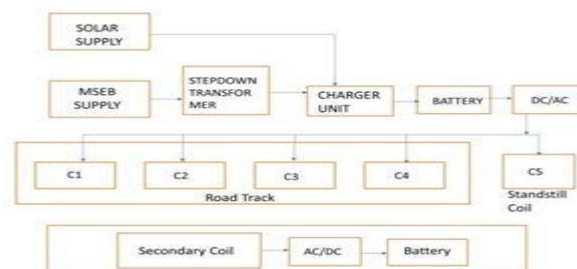 SOLAR
SUPPLY
MSEB
SUPPLY
STEPDOWN
TRANSFOR
MER
CHARGER
UNIT
BATTERY
DC/AC
C1
C2
C3
C4
C5
Road Track
Standstill
Coil
Secondary Coil
AC/DC
Battery